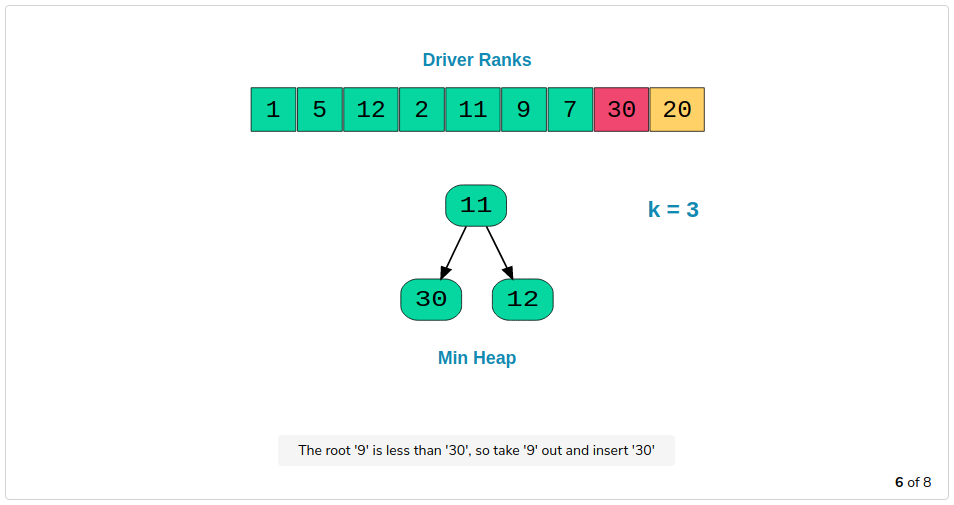 Driver Ranks
1 5 12 2 11 9 7 30 20
11
k = 3
30 12
Min Heap
The root '9' is less than '30', so take '9' out and insert '30'
6 of 8